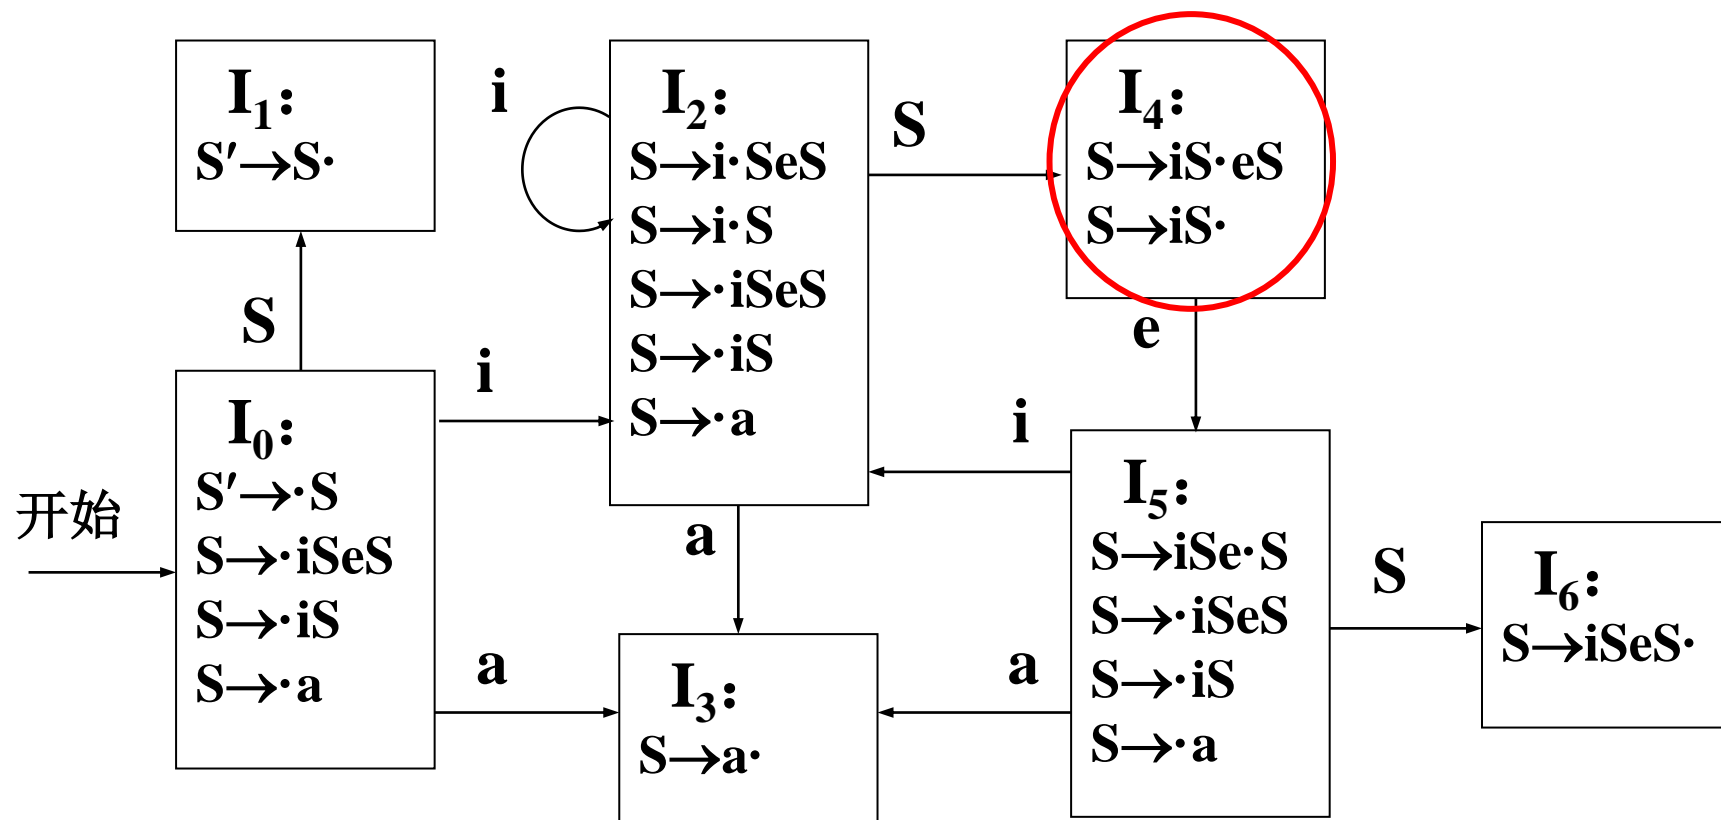 I₁：
S′→S·
i
I₂：
S→i·SeS
S→i·S
S→·iSeS
S→·iS
S→·a
S
I₄：
S→iS·eS
S→iS·
S
i
e
开始
I₀：
S′→·S
S→·iSeS
S→·iS
S→·a
a
a
I₃：
S→a·
i
a
I₅：
S→iSe·S
S→·iSeS
S→·iS
S→·a
S
I₆：
S→iSeS·